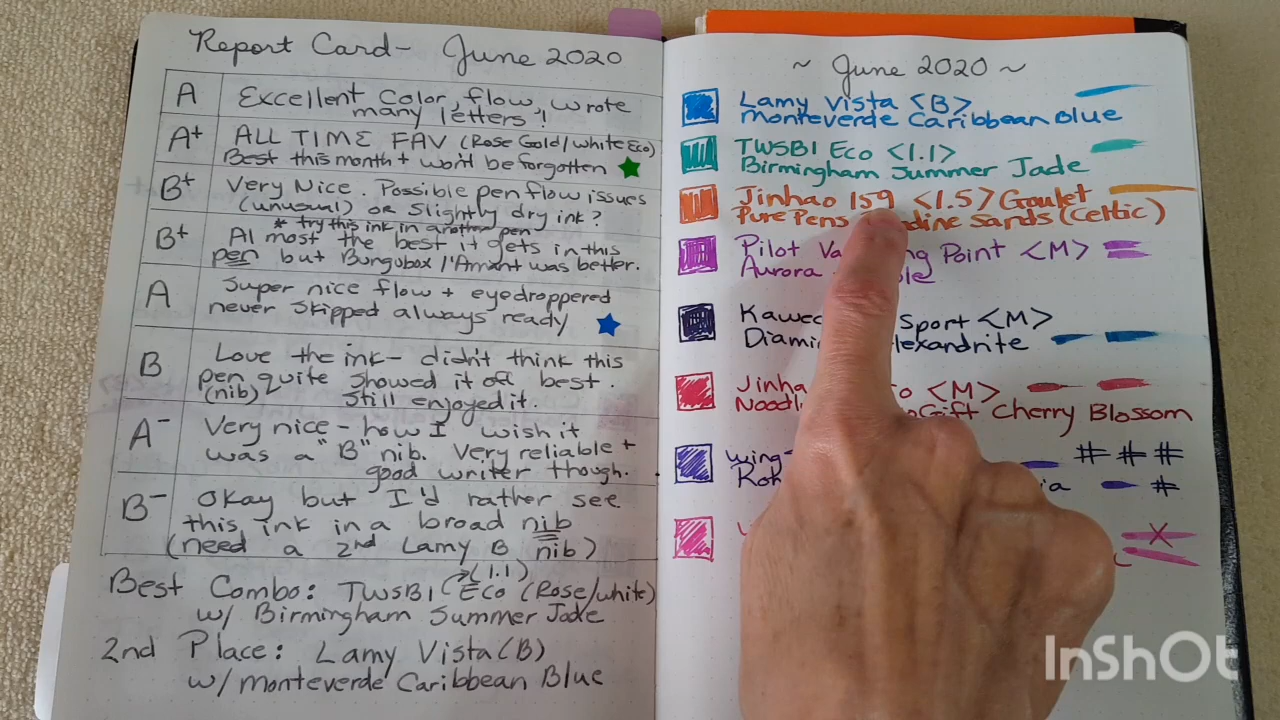 Report Card- June 2020
A Excellent Color, flow, wrote
many letters!
A+ ALL TIME FAV (Rose Gold/white Eco)
Best this month + won't be forgotten
B+ Very Nice. Possible pen flow issues
(unusual) or slightly dry ink?
* try this ink in another pen
B+ Almost the best it gets in this
pen but Bungubox l'Amant was better.
A Super nice flow + eyedroppered
never skipped always ready
B Love the ink- didn't think this
pen quite showed it off best.
(nib) Still enjoyed it.
A- Very nice - how I wish it
was a "B" nib. Very reliable +
good writer though.
B- Okay but I'd rather see
this ink in a broad nib
(need a 2nd Lamy B nib)
Best Combo: TWSBI Eco (1.1) (Rose/white)
w/ Birmingham Summer Jade
2nd Place: Lamy Vista (B)
w/ monteverde Caribbean Blue
~ June 2020 ~
Lamy Vista <B>
monteverde Caribbean Blue
TWSBI Eco <1.1>
Birmingham Summer Jade
Jinhao 159 <1.5> Goulet
Pure Pens Sands (Celtic)
Pilot Point <M>
Aurora
Sport <M>
<M>
Gift Cherry Blossom
wing-
# # #
#
InShOt